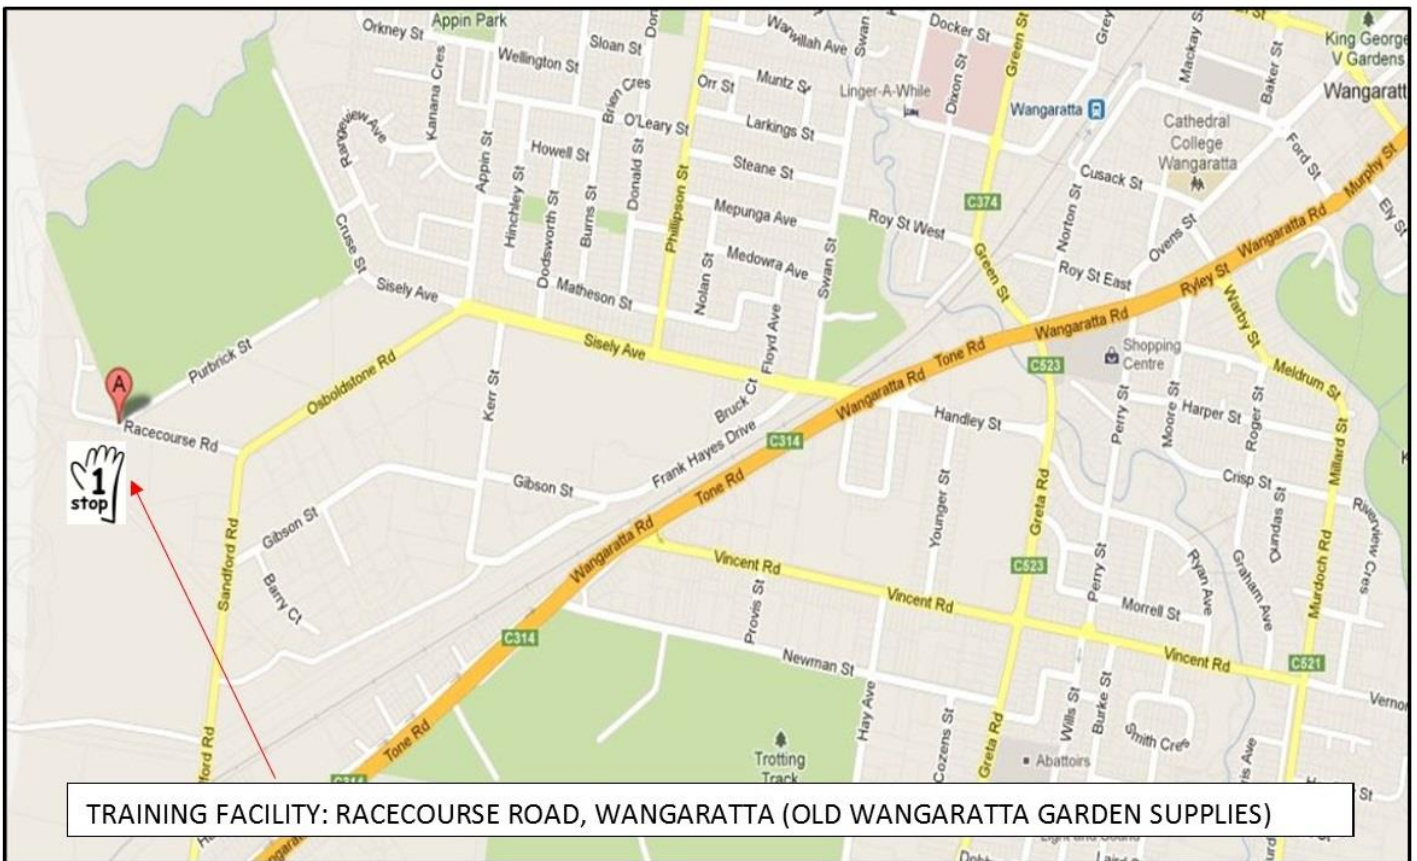 Orkney St
Appin Park
Kanana Cres
Wellington St
Sloan St
Brien Cres
Orr St
Muntz St
Swan St
Docker St
Green St
Mackay St
Baker St
King George
V Gardens
Linger-A-While
Dixon St
Wangaratta
Rangeview Ave
O'Leary St
Larkings St
Cathedral
College
Wangaratta
Ford St
Murphy St
Appin St
Howell St
Donald St
Steane St
Cusack St
Ely St
Hinchley St
Dodsworth St
Burns St
Phillipson St
Mepunga Ave
Roy St West
C374
Norton St
Ovens St
Wangaratta Rd
Cruse St
Medowra Ave
Nolan St
Swan St
Green St
Roy St East
Ryley St
Sisely Ave
Matheson St
Wangaratta Rd
Warby St
Purbrick St
Sisely Ave
Floyd Ave
Tone Rd
Shopping
Centre
C523
Meldrum St
Osboldstone Rd
Kerr St
Bruck Ct
Wangaratta Rd
Perry St
Moore St
Harper St
Roger St
Millard St
A
Racecourse Rd
Handley St
Frank Hayes Drive
C314
1
stop
Gibson St
Tone Rd
Younger St
Greta Rd
Crisp St
Dundas St
Riverview Cres
Gibson St
Sandford Rd
Wangaratta Rd
Vincent Rd
C523
Perry St
Ryan Ave
Graham Ave
Murdoch Rd
Barry Ct
Provis St
Vincent Rd
Morrell St
C314
Newman St
Vincent Rd
C521
Hay Ave
Wills St
Burke St
Tone Rd
Trotting
Track
Cozens St
Greta Rd
Smith Cres
Abattoirs
TRAINING FACILITY: RACECOURSE ROAD, WANGARATTA (OLD WANGARATTA GARDEN SUPPLIES)